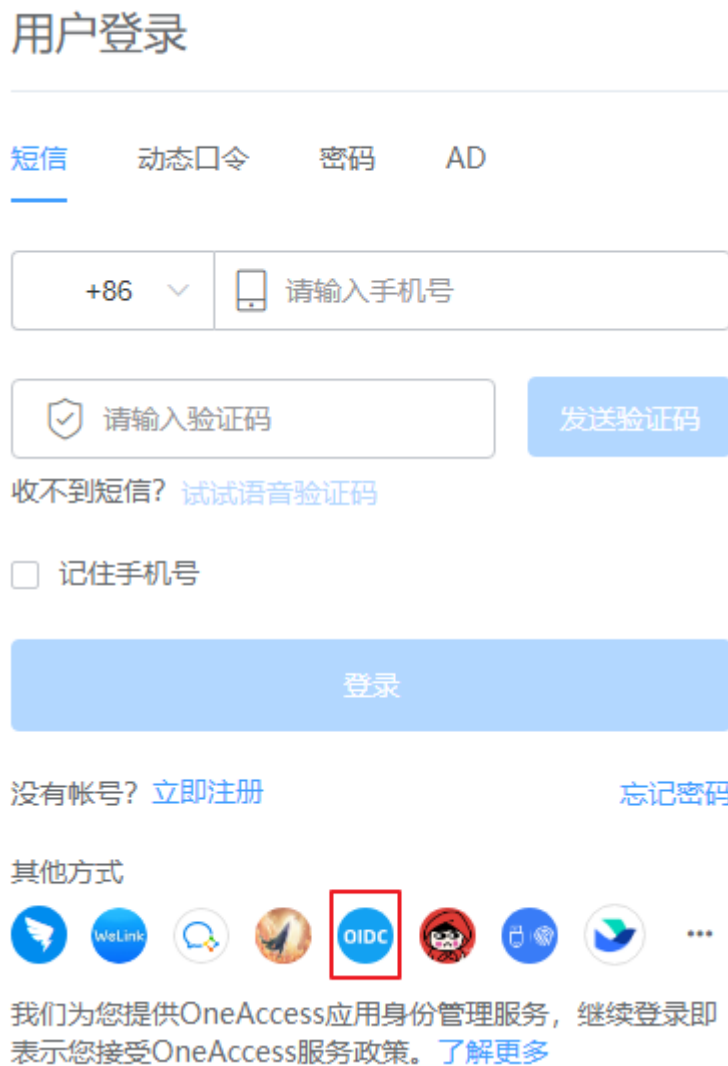 用户登录
短信 动态口令 密码 AD
+86 请输入手机号
请输入验证码 发送验证码
收不到短信? 试试语音验证码
记住手机号
登录
没有帐号? 立即注册 忘记密码
其他方式
WeLink OIDC
我们为您提供OneAccess应用身份管理服务，继续登录即
表示您接受OneAccess服务政策。了解更多